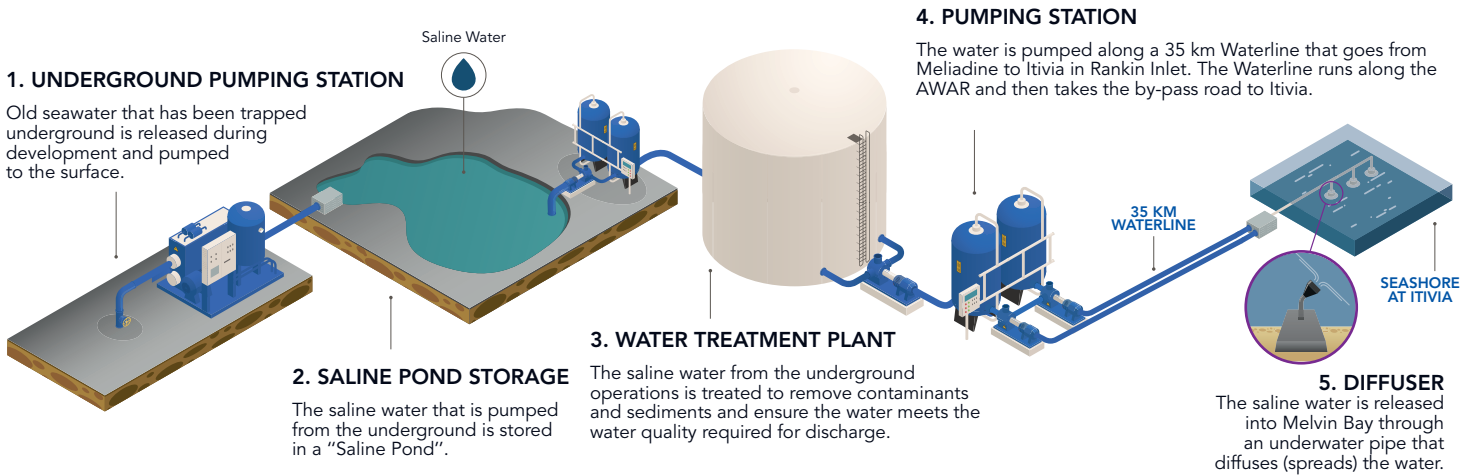 1. UNDERGROUND PUMPING STATION
Old seawater that has been trapped
underground is released during
development and pumped
to the surface.
Saline Water
2. SALINE POND STORAGE
The saline water that is pumped
from the underground is stored
in a “Saline Pond”.
3. WATER TREATMENT PLANT
The saline water from the underground
operations is treated to remove contaminants
and sediments and ensure the water meets the
water quality required for discharge.
4. PUMPING STATION
The water is pumped along a 35 km Waterline that goes from
Meliadine to Itivia in Rankin Inlet. The Waterline runs along the
AWAR and then takes the by-pass road to Itivia.
35 KM
WATERLINE
SEASHORE
AT ITIVIA
5. DIFFUSER
The saline water is released
into Melvin Bay through
an underwater pipe that
diffuses (spreads) the water.